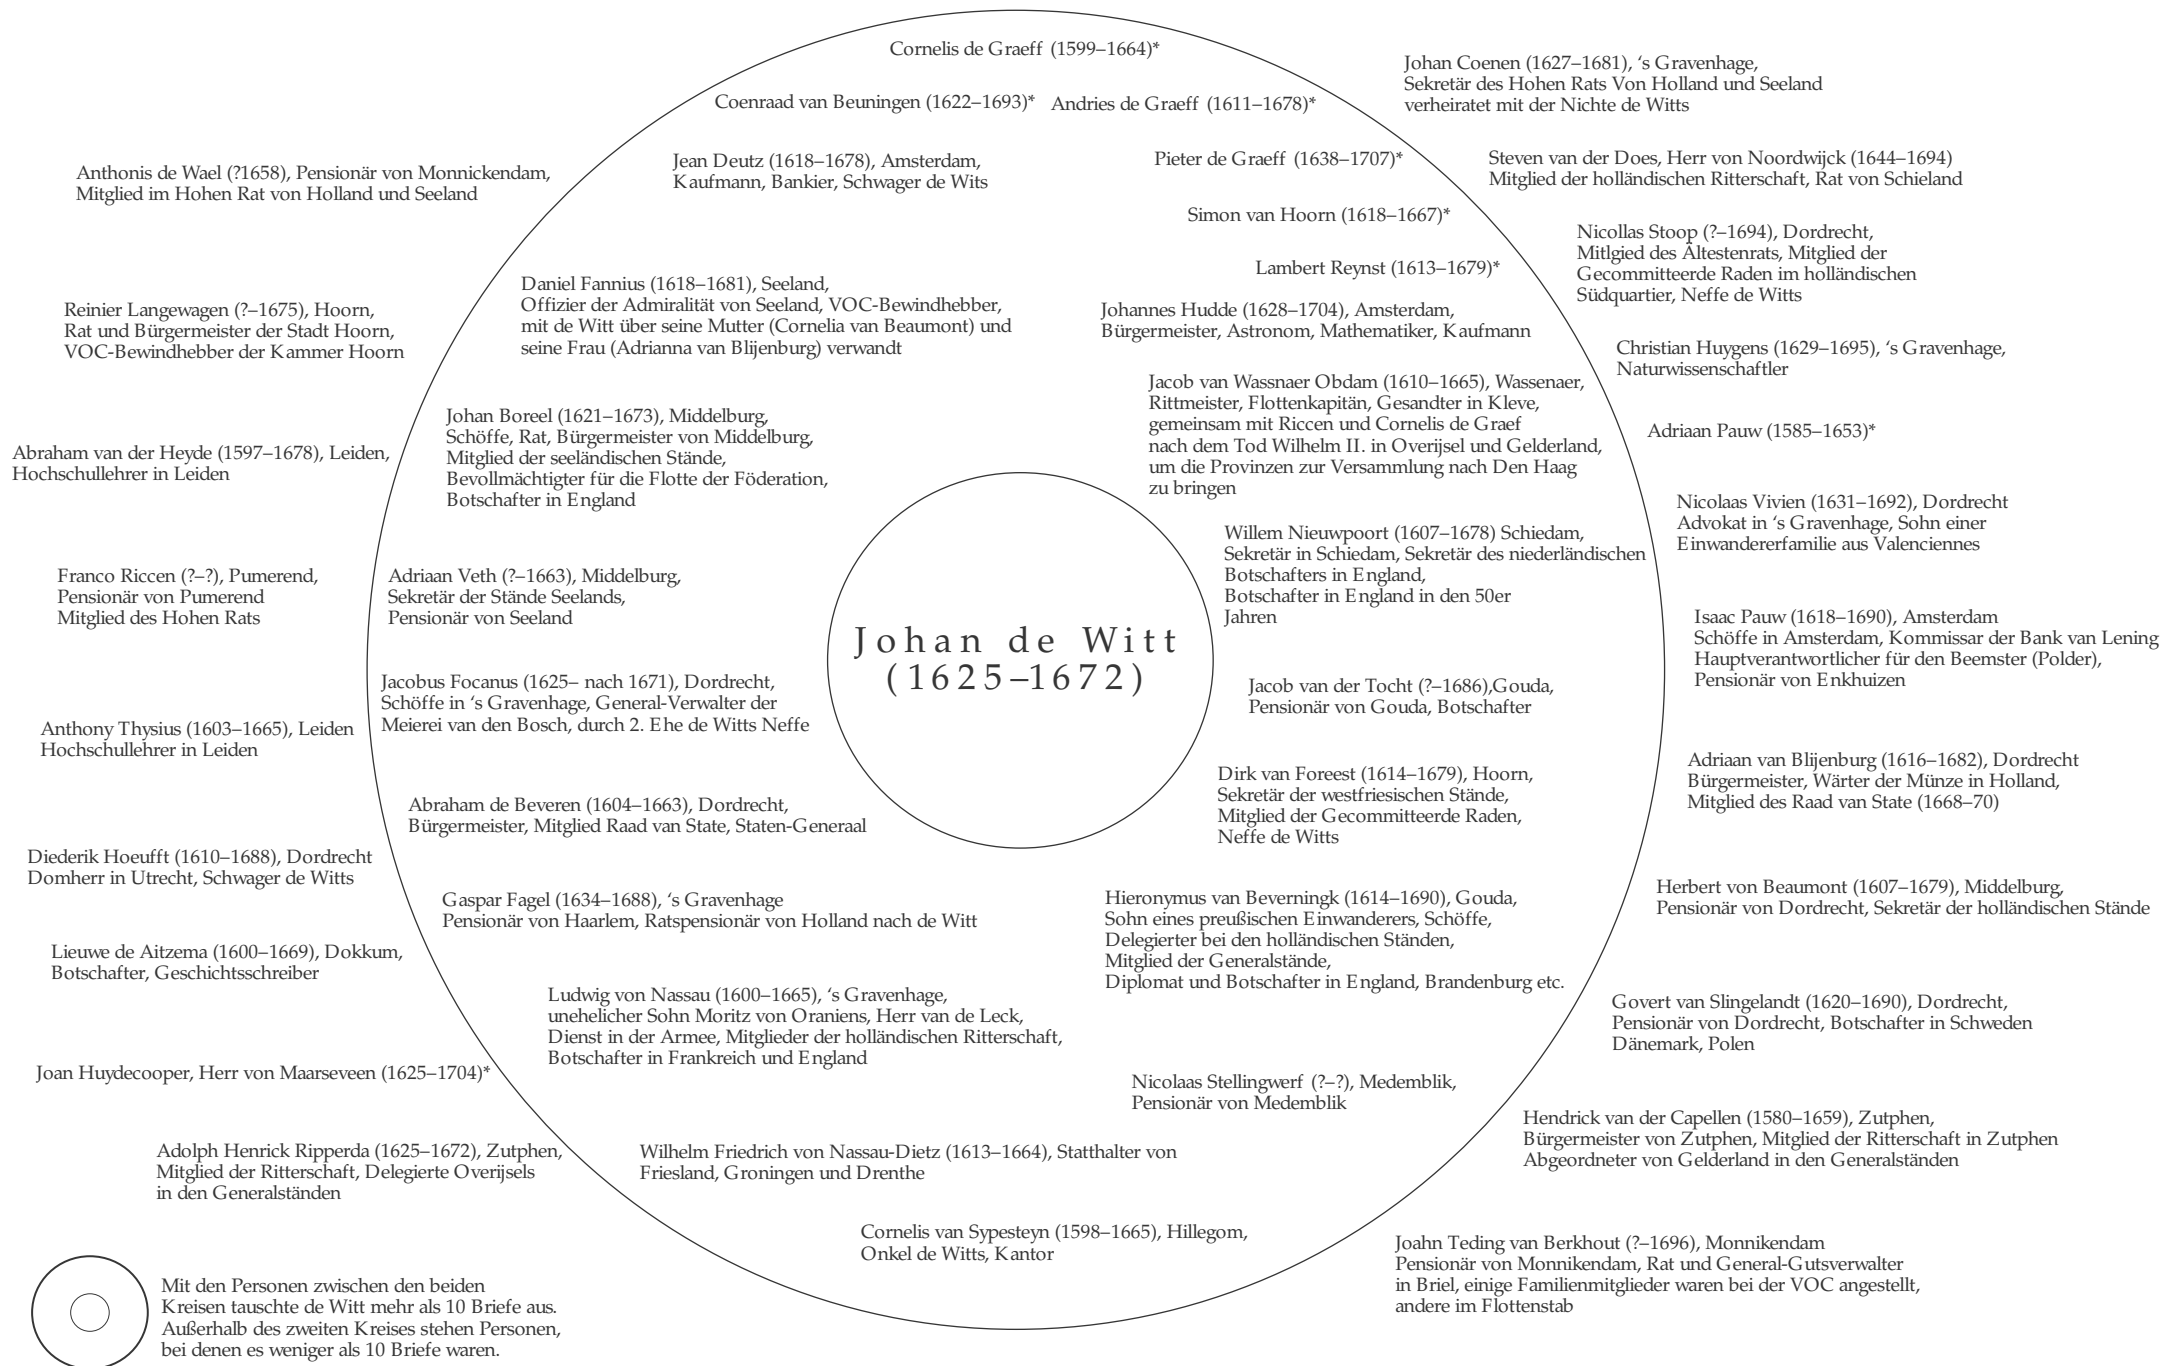 Cornelis de Graeff (1599–1664)*
Coenraad van Beuningen (1622–1693)*
Andries de Graeff (1611–1678)*
Johan Coenen (1627–1681), ‘s Gravenhage,
Sekretär des Hohen Rats Von Holland und Seeland
verheiratet mit der Nichte de Witts
Anthonis de Wael (?1658), Pensionär von Monnickendam,
Mitglied im Hohen Rat von Holland und Seeland
Jean Deutz (1618–1678), Amsterdam,
Kaufmann, Bankier, Schwager de Wits
Pieter de Graeff (1638–1707)*
Steven van der Does, Herr von Noordwijck (1644–1694)
Mitglied der holländischen Ritterschaft, Rat von Schieland
Simon van Hoorn (1618–1667)*
Nicollas Stoop (?–1694), Dordrecht,
Mitlgied des Ältestenrats, Mitglied der
Gecommitteerde Raden im holländischen
Südquartier, Neffe de Witts
Lambert Reynst (1613–1679)*
Reinier Langewagen (?–1675), Hoorn,
Rat und Bürgermeister der Stadt Hoorn,
VOC-Bewindhebber der Kammer Hoorn
Daniel Fannius (1618–1681), Seeland,
Offizier der Admiralität von Seeland, VOC-Bewindhebber,
mit de Witt über seine Mutter (Cornelia van Beaumont) und
seine Frau (Adrianna van Blijenburg) verwandt
Johannes Hudde (1628–1704), Amsterdam,
Bürgermeister, Astronom, Mathematiker, Kaufmann
Christian Huygens (1629–1695), ‘s Gravenhage,
Naturwissenschaftler
Jacob van Wassnaer Obdam (1610–1665), Wassenaer,
Rittmeister, Flottenkapitän, Gesandter in Kleve,
gemeinsam mit Riccen und Cornelis de Graef
nach dem Tod Wilhelm II. in Overijsel und Gelderland,
um die Provinzen zur Versammlung nach Den Haag
zu bringen
Abraham van der Heyde (1597–1678), Leiden,
Hochschullehrer in Leiden
Johan Boreel (1621–1673), Middelburg,
Schöffe, Rat, Bürgermeister von Middelburg,
Mitglied der seeländischen Stände,
Bevollmächtigter für die Flotte der Föderation,
Botschafter in England
Adriaan Pauw (1585–1653)*
Nicolaas Vivien (1631–1692), Dordrecht
Advokat in ‘s Gravenhage, Sohn einer
Einwandererfamilie aus Valenciennes
Willem Nieuwpoort (1607–1678) Schiedam,
Sekretär in Schiedam, Sekretär des niederländischen
Botschafters in England,
Botschafter in England in den 50er
Jahren
Franco Riccen (?–?), Pumerend,
Pensionär von Pumerend
Mitglied des Hohen Rats
Adriaan Veth (?–1663), Middelburg,
Sekretär der Stände Seelands,
Pensionär von Seeland
Johan de Witt
(1625–1672)
Isaac Pauw (1618–1690), Amsterdam
Schöffe in Amsterdam, Kommissar der Bank van Lening
Hauptverantwortlicher für den Beemster (Polder),
Pensionär von Enkhuizen
Jacobus Focanus (1625– nach 1671), Dordrecht,
Schöffe in ‘s Gravenhage, General-Verwalter der
Meierei van den Bosch, durch 2. Ehe de Witts Neffe
Jacob van der Tocht (?–1686),Gouda,
Pensionär von Gouda, Botschafter
Anthony Thysius (1603–1665), Leiden
Hochschullehrer in Leiden
Dirk van Foreest (1614–1679), Hoorn,
Sekretär der westfriesischen Stände,
Mitglied der Gecommitteerde Raden,
Neffe de Witts
Adriaan van Blijenburg (1616–1682), Dordrecht
Bürgermeister, Wärter der Münze in Holland,
Mitglied des Raad van State (1668–70)
Abraham de Beveren (1604–1663), Dordrecht,
Bürgermeister, Mitglied Raad van State, Staten-Generaal
Diederik Hoeufft (1610–1688), Dordrecht
Domherr in Utrecht, Schwager de Witts
Gaspar Fagel (1634–1688), ‘s Gravenhage
Pensionär von Haarlem, Ratspensionär von Holland nach de Witt
Hieronymus van Beverningk (1614–1690), Gouda,
Sohn eines preußischen Einwanderers, Schöffe,
Delegierter bei den holländischen Ständen,
Mitglied der Generalstände,
Diplomat und Botschafter in England, Brandenburg etc.
Herbert von Beaumont (1607–1679), Middelburg,
Pensionär von Dordrecht, Sekretär der holländischen Stände
Lieuwe de Aitzema (1600–1669), Dokkum,
Botschafter, Geschichtsschreiber
Ludwig von Nassau (1600–1665), ‘s Gravenhage,
unehelicher Sohn Moritz von Oraniens, Herr van de Leck,
Dienst in der Armee, Mitglieder der holländischen Ritterschaft,
Botschafter in Frankreich und England
Govert van Slingelandt (1620–1690), Dordrecht,
Pensionär von Dordrecht, Botschafter in Schweden
Dänemark, Polen
Joan Huydecooper, Herr von Maarseveen (1625–1704)*
Nicolaas Stellingwerf (?–?), Medemblik,
Pensionär von Medemblik
Hendrick van der Capellen (1580–1659), Zutphen,
Bürgermeister von Zutphen, Mitglied der Ritterschaft in Zutphen
Abgeordneter von Gelderland in den Generalständen
Adolph Henrick Ripperda (1625–1672), Zutphen,
Mitglied der Ritterschaft, Delegierte Overijsels
in den Generalständen
Wilhelm Friedrich von Nassau-Dietz (1613–1664), Statthalter von
Friesland, Groningen und Drenthe
Cornelis van Sypesteyn (1598–1665), Hillegom,
Onkel de Witts, Kantor
Joahn Teding van Berkhout (?–1696), Monnikendam
Pensionär von Monnikendam, Rat und General-Gutsverwalter
in Briel, einige Familienmitglieder waren bei der VOC angestellt,
andere im Flottenstab
Mit den Personen zwischen den beiden
Kreisen tauschte de Witt mehr als 10 Briefe aus.
Außerhalb des zweiten Kreises stehen Personen,
bei denen es weniger als 10 Briefe waren.